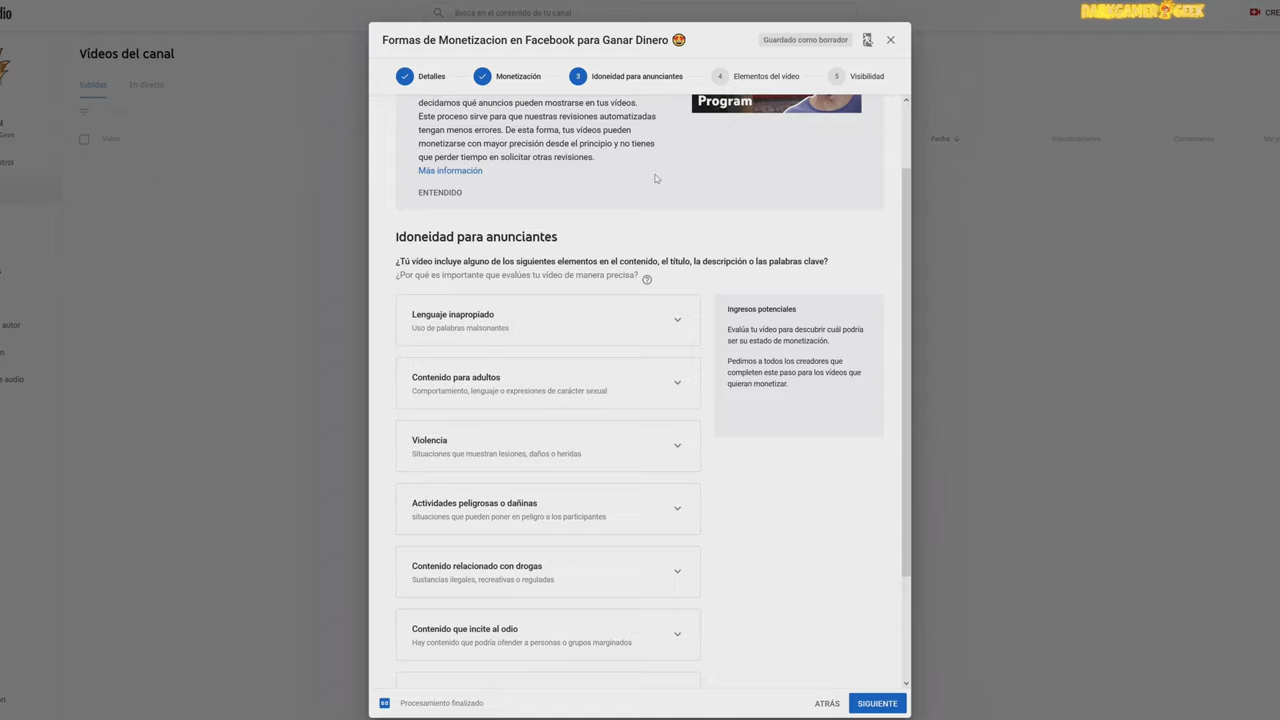 dio
Busca en el contenido de tu canal
DARKGAMER GEEK
CRE
Vídeos del canal
Formas de Monetizacion en Facebook para Ganar Dinero 😍
Guardado como borrador
Detalles
Monetización
3
Idoneidad para anunciantes
4
Elementos del vídeo
5
Visibilidad
Subidas
En directo
Vídeo
Fecha
Visualizaciones
Comentarios
decidamos qué anuncios pueden mostrarse en tus vídeos.
Este proceso sirve para que nuestras revisiones automatizadas
tengan menos errores. De esta forma, tus vídeos pueden
monetizarse con mayor precisión desde el principio y no tienes
que perder tiempo en solicitar otras revisiones.
Más información
Program
ENTENDIDO
Geek
ntrol
autor
n
e audio
Idoneidad para anunciantes
¿Tú vídeo incluye alguno de los siguientes elementos en el contenido, el título, la descripción o las palabras clave?
¿Por qué es importante que evalúes tu vídeo de manera precisa?
Lenguaje inapropiado
Uso de palabras malsonantes
Contenido para adultos
Comportamiento, lenguaje o expresiones de carácter sexual
Violencia
Situaciones que muestran lesiones, daños o heridas
Actividades peligrosas o dañinas
situaciones que pueden poner en peligro a los participantes
Contenido relacionado con drogas
Sustancias ilegales, recreativas o reguladas
Contenido que incite al odio
Hay contenido que podría ofender a personas o grupos marginados
Ingresos potenciales
Evalúa tu vídeo para descubrir cuál podría
ser su estado de monetización.
Pedimos a todos los creadores que
completen este paso para los vídeos que
quieran monetizar.
Procesamiento finalizado
ATRÁS
SIGUIENTE